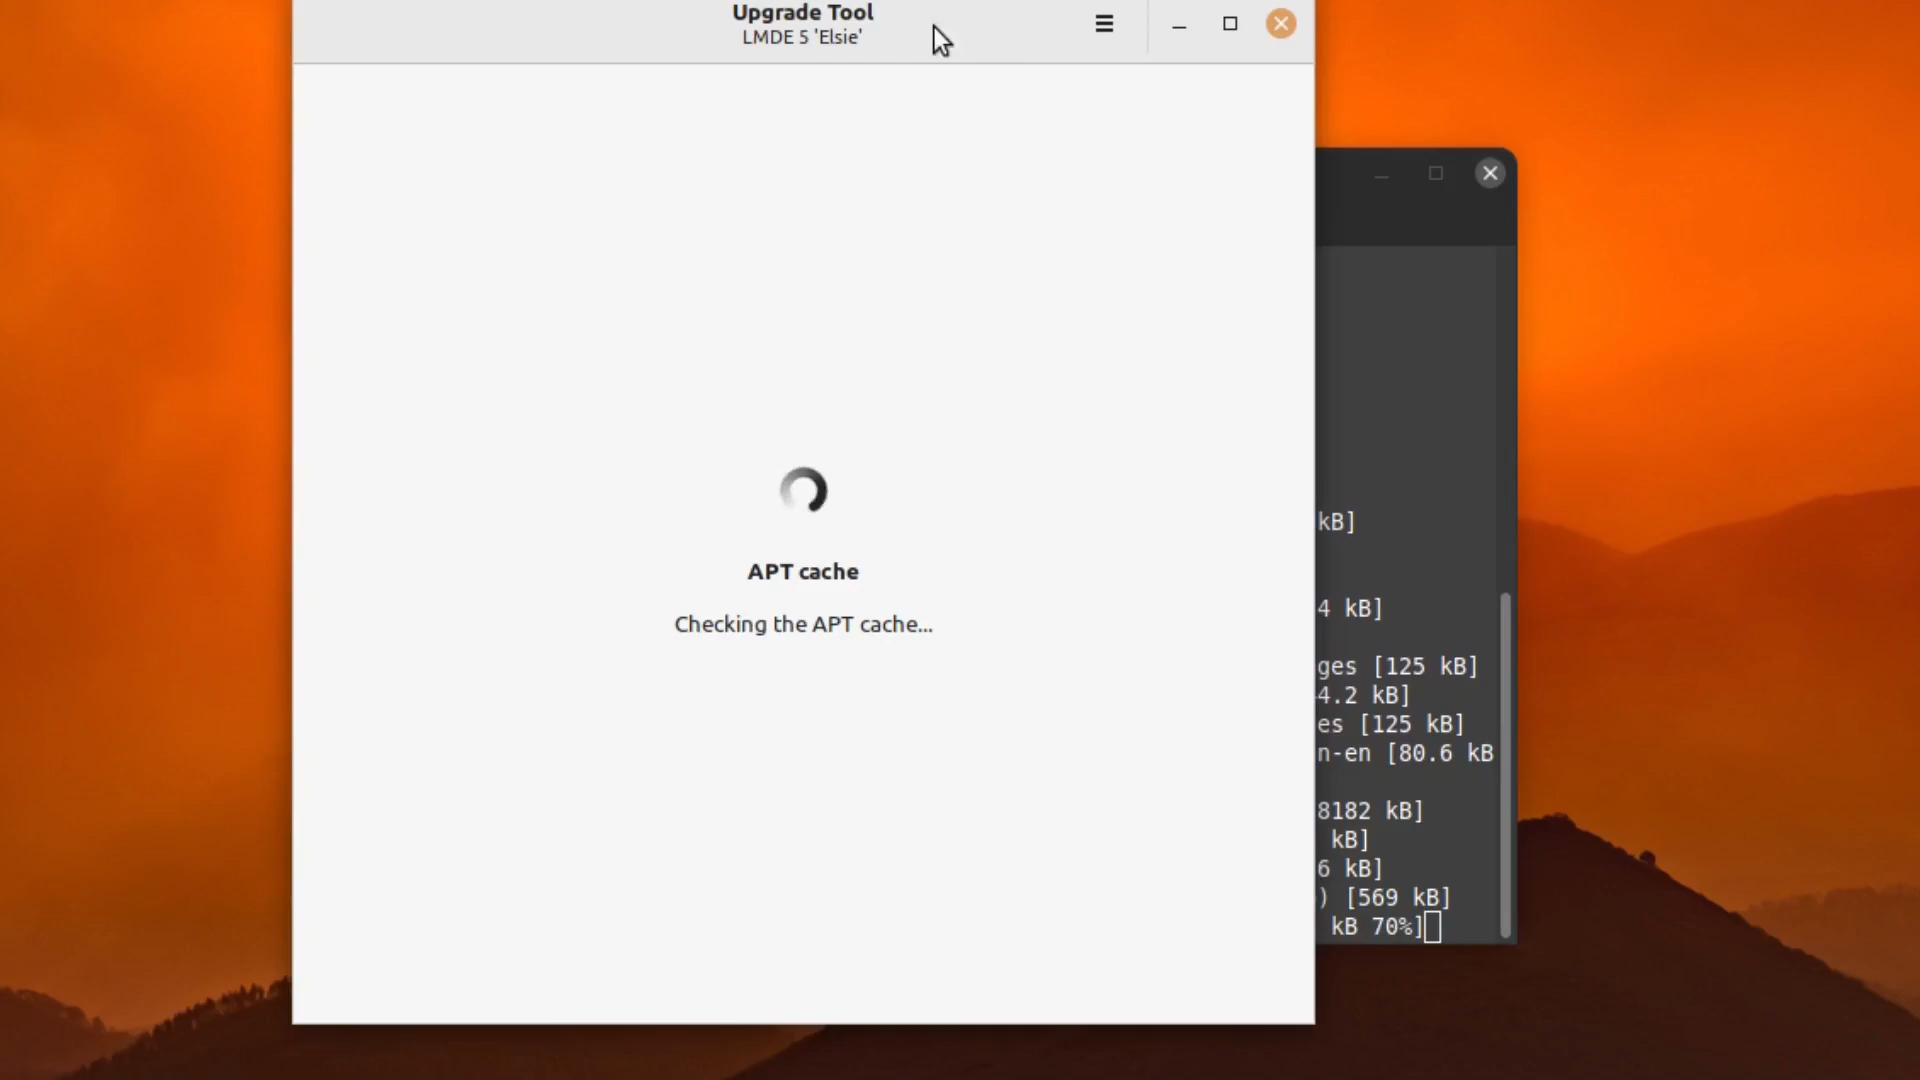 Upgrade Tool
LMDE 5 'Elsie'
APT cache
Checking the APT cache...
kB]
4 kB]
ges [125 kB]
4.2 kB]
es [125 kB]
n-en [80.6 kB
8182 kB]
kB]
6 kB]
) [569 kB]
kB 70%]